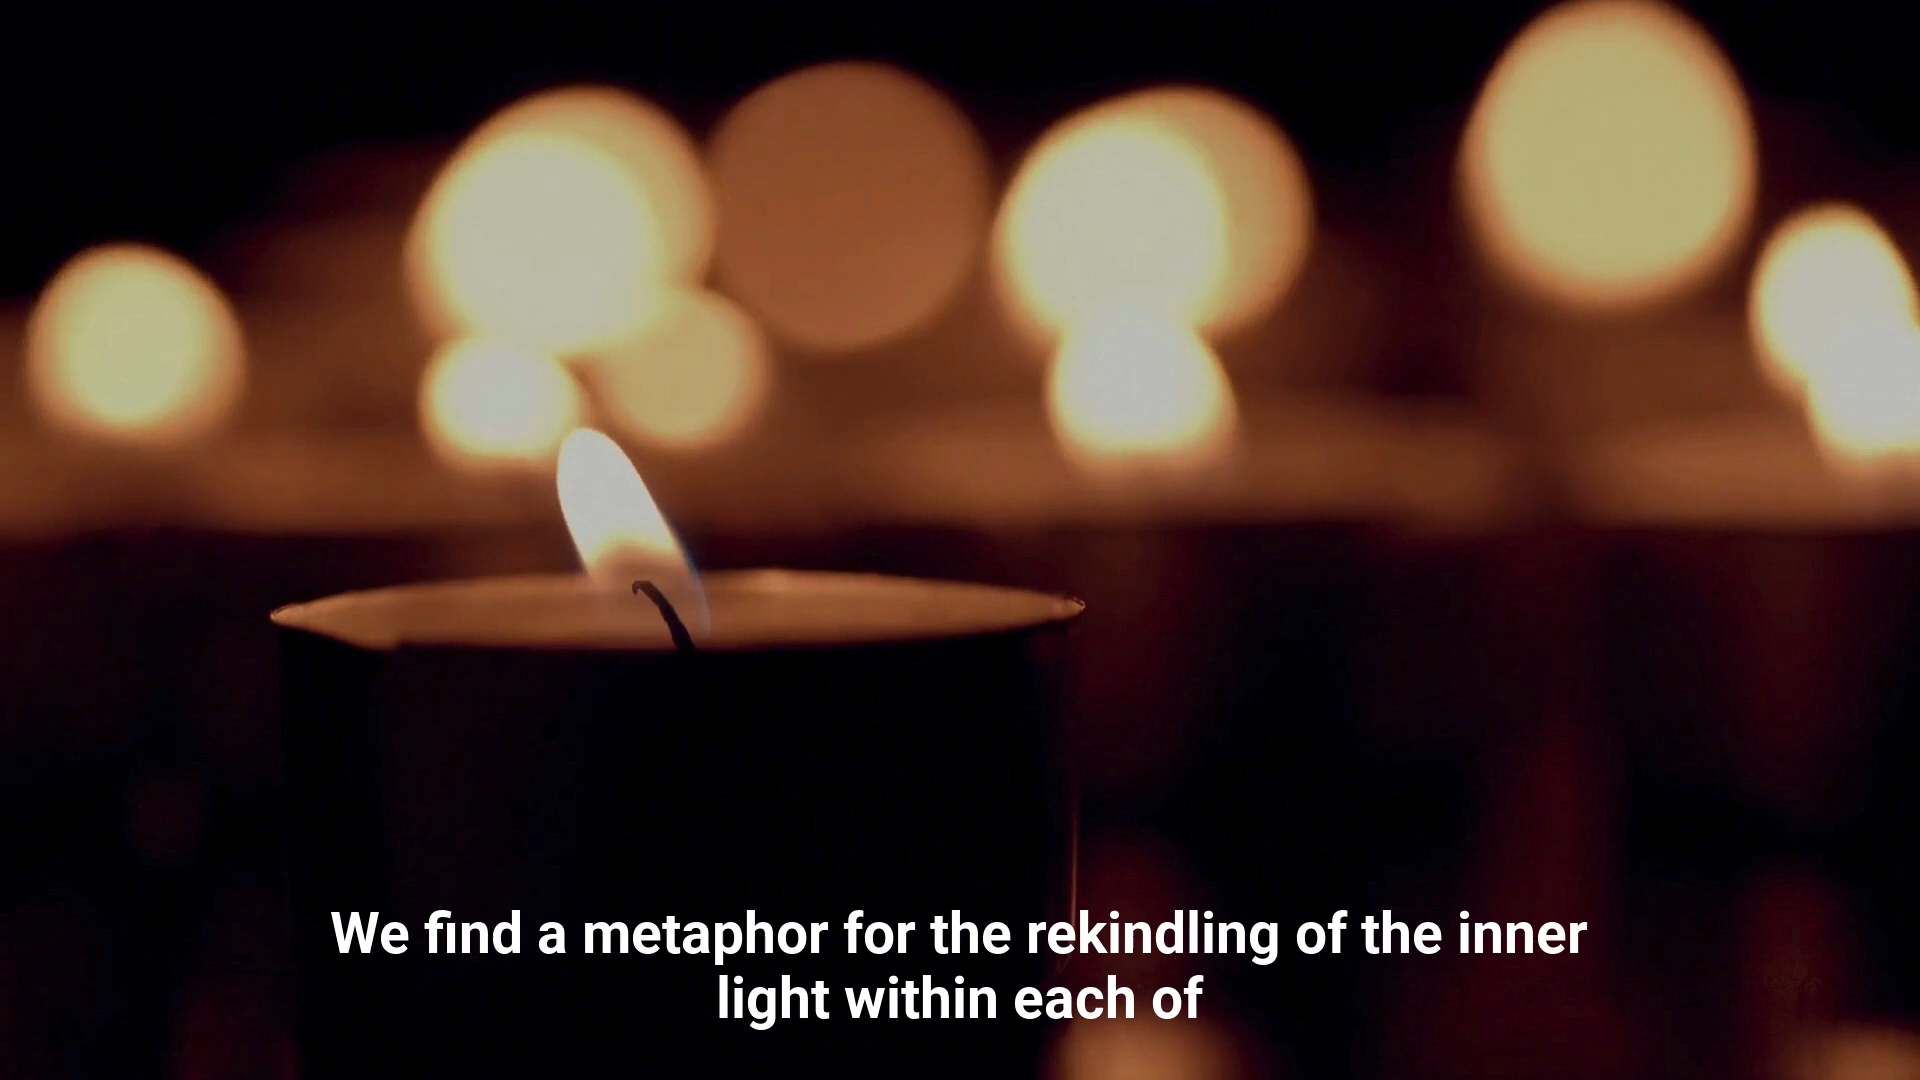 We find a metaphor for the rekindling of the inner
light within each of